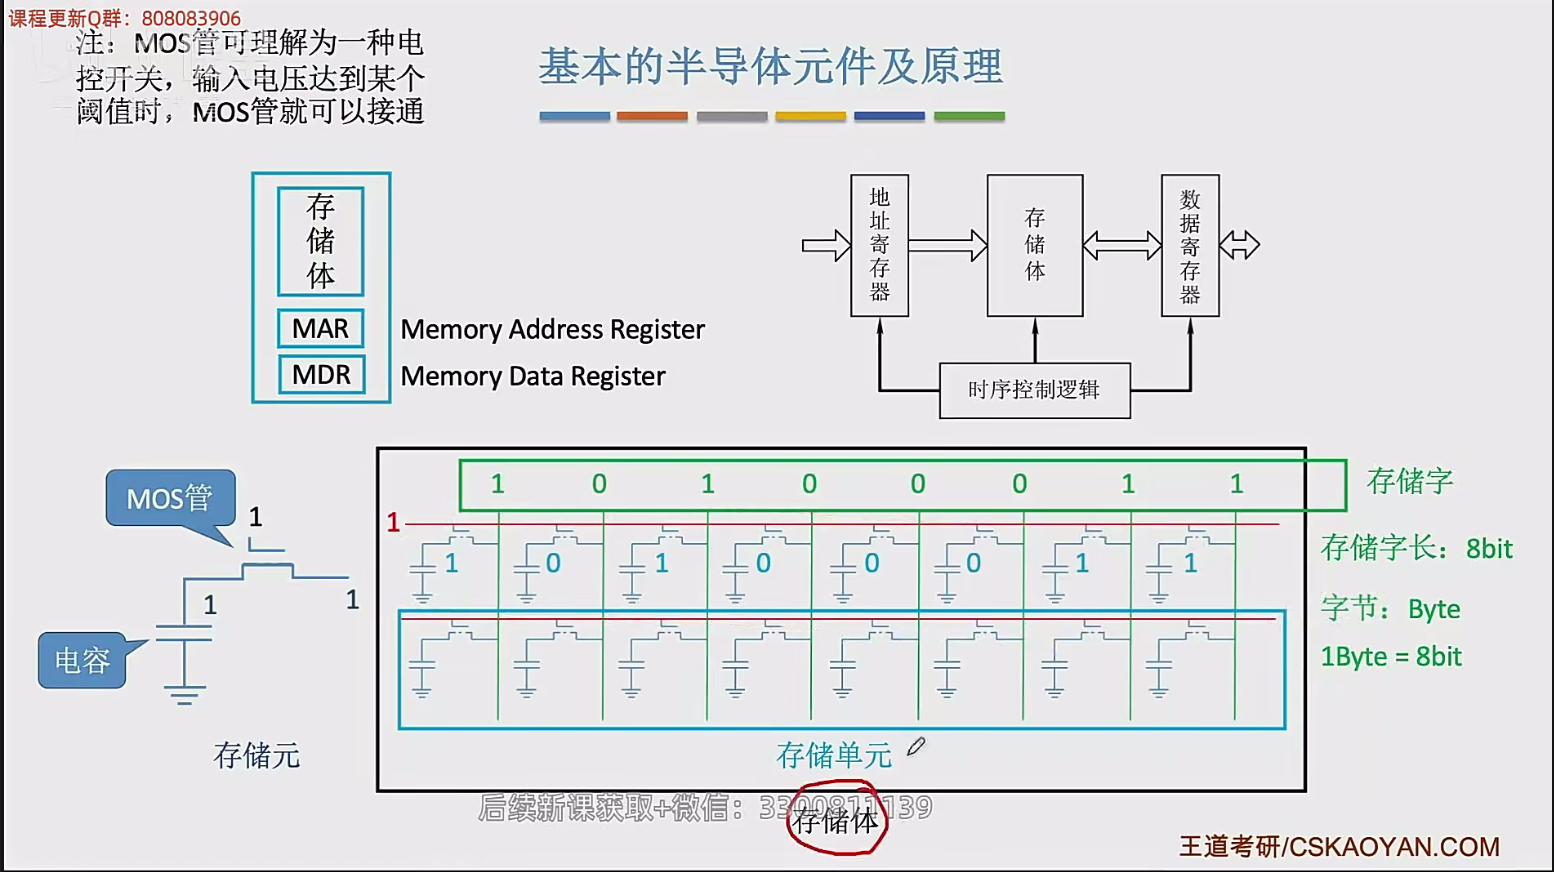 课程更新Q群：808083906
注：MOS管可理解为一种电
控开关，输入电压达到某个
阈值时，MOS管就可以接通
基本的半导体元件及原理
存
储
体
MAR
Memory Address Register
MDR
Memory Data Register
地
址
寄
存
器
存
储
体
数
据
寄
存
器
时序控制逻辑
MOS管
1
1
1
电容
存储元
1 0 1 0 0 0 1 1
存储字
1
1 0 1 0 0 0 1 1
存储字长：8bit
字节：Byte
1Byte = 8bit
存储单元
后续新课获取+微信：3300811139
存储体
王道考研/CSKAOYAN.COM